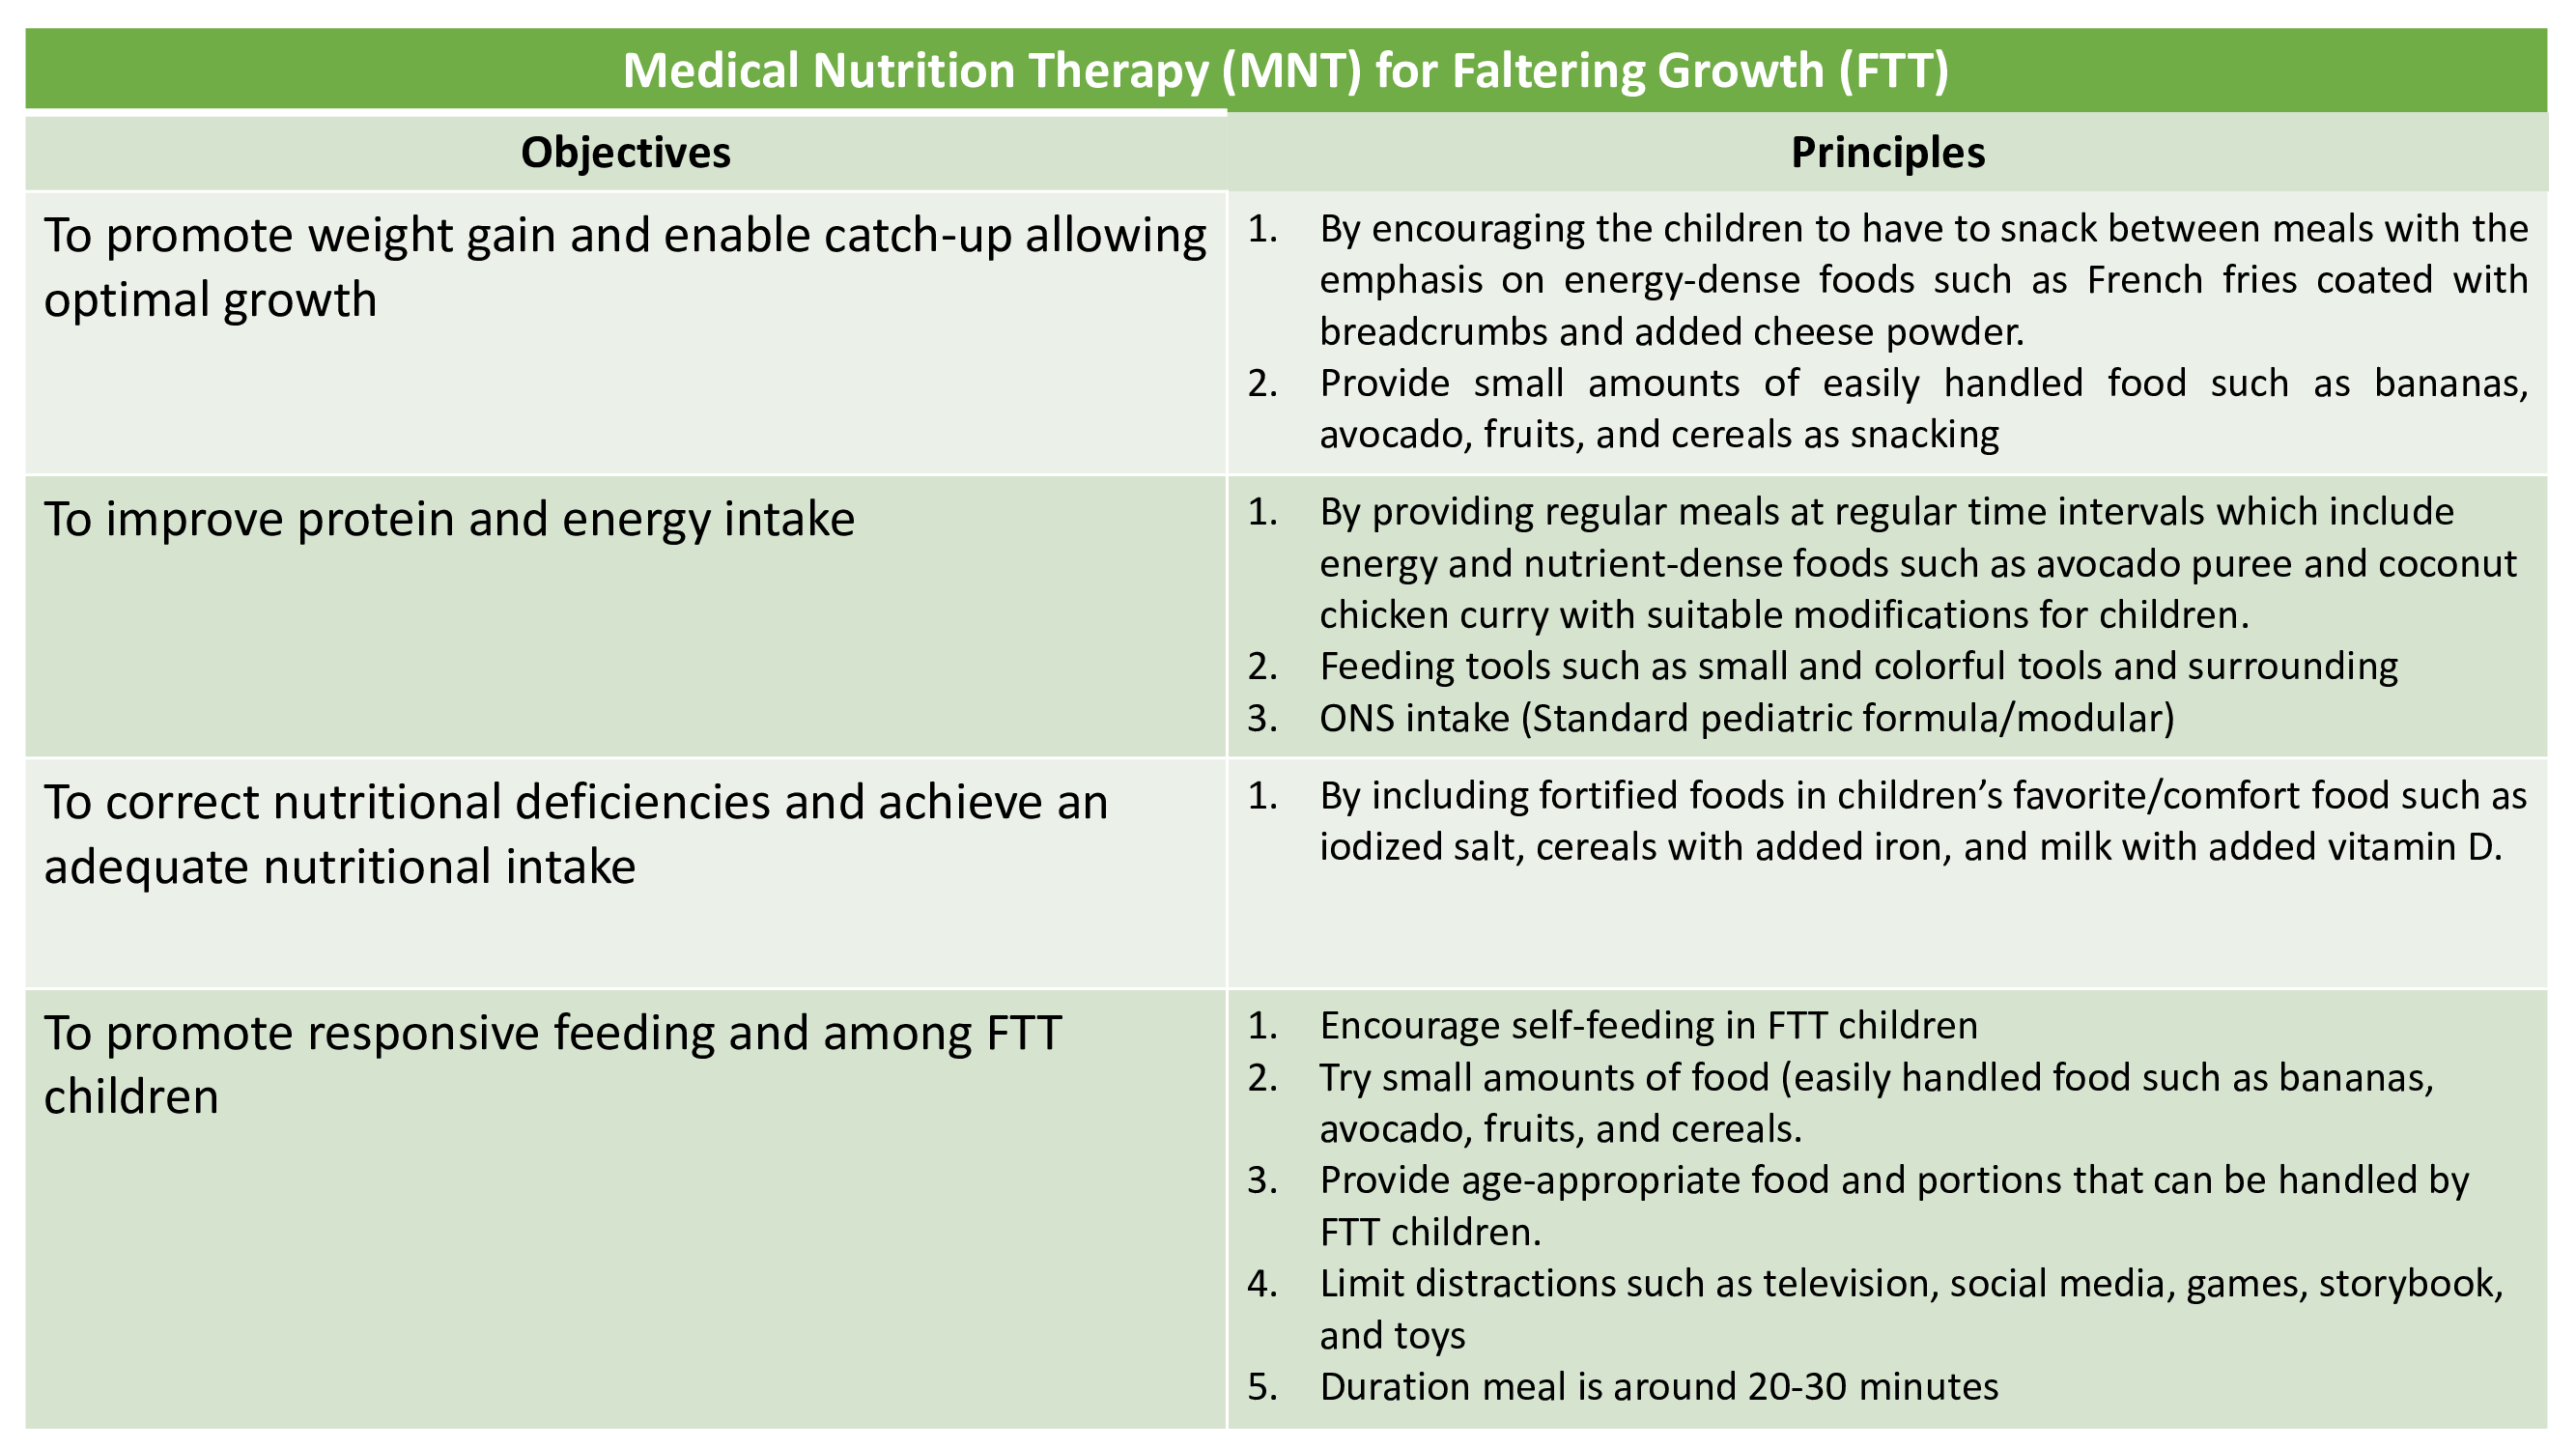 Medical Nutrition Therapy (MNT) for Faltering Growth (FTT)
Objectives
Principles
To promote weight gain and enable catch-up allowing
optimal growth
1. By encouraging the children to have to snack between meals with the
emphasis on energy-dense foods such as French fries coated with
breadcrumbs and added cheese powder.
2. Provide small amounts of easily handled food such as bananas,
avocado, fruits, and cereals as snacking
To improve protein and energy intake
1. By providing regular meals at regular time intervals which include
energy and nutrient-dense foods such as avocado puree and coconut
chicken curry with suitable modifications for children.
2. Feeding tools such as small and colorful tools and surrounding
3. ONS intake (Standard pediatric formula/modular)
To correct nutritional deficiencies and achieve an
adequate nutritional intake
1. By including fortified foods in children’s favorite/comfort food such as
iodized salt, cereals with added iron, and milk with added vitamin D.
To promote responsive feeding and among FTT
children
1. Encourage self-feeding in FTT children
2. Try small amounts of food (easily handled food such as bananas,
avocado, fruits, and cereals.
3. Provide age-appropriate food and portions that can be handled by
FTT children.
4. Limit distractions such as television, social media, games, storybook,
and toys
5. Duration meal is around 20-30 minutes